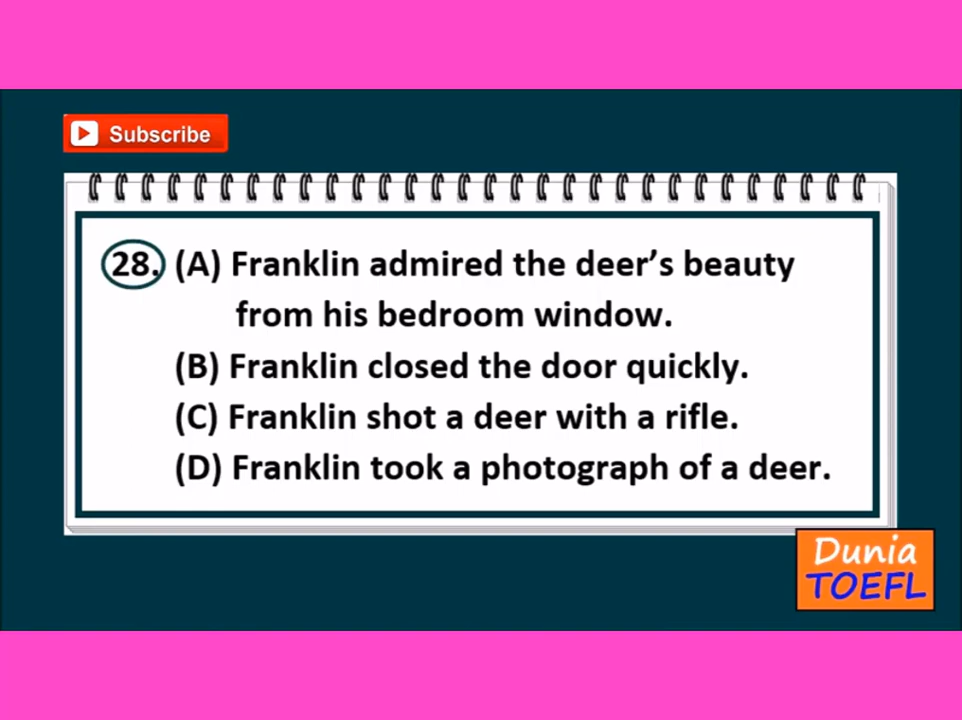 Subscribe
28. (A) Franklin admired the deer’s beauty
from his bedroom window.
(B) Franklin closed the door quickly.
(C) Franklin shot a deer with a rifle.
(D) Franklin took a photograph of a deer.
Dunia
TOEFL